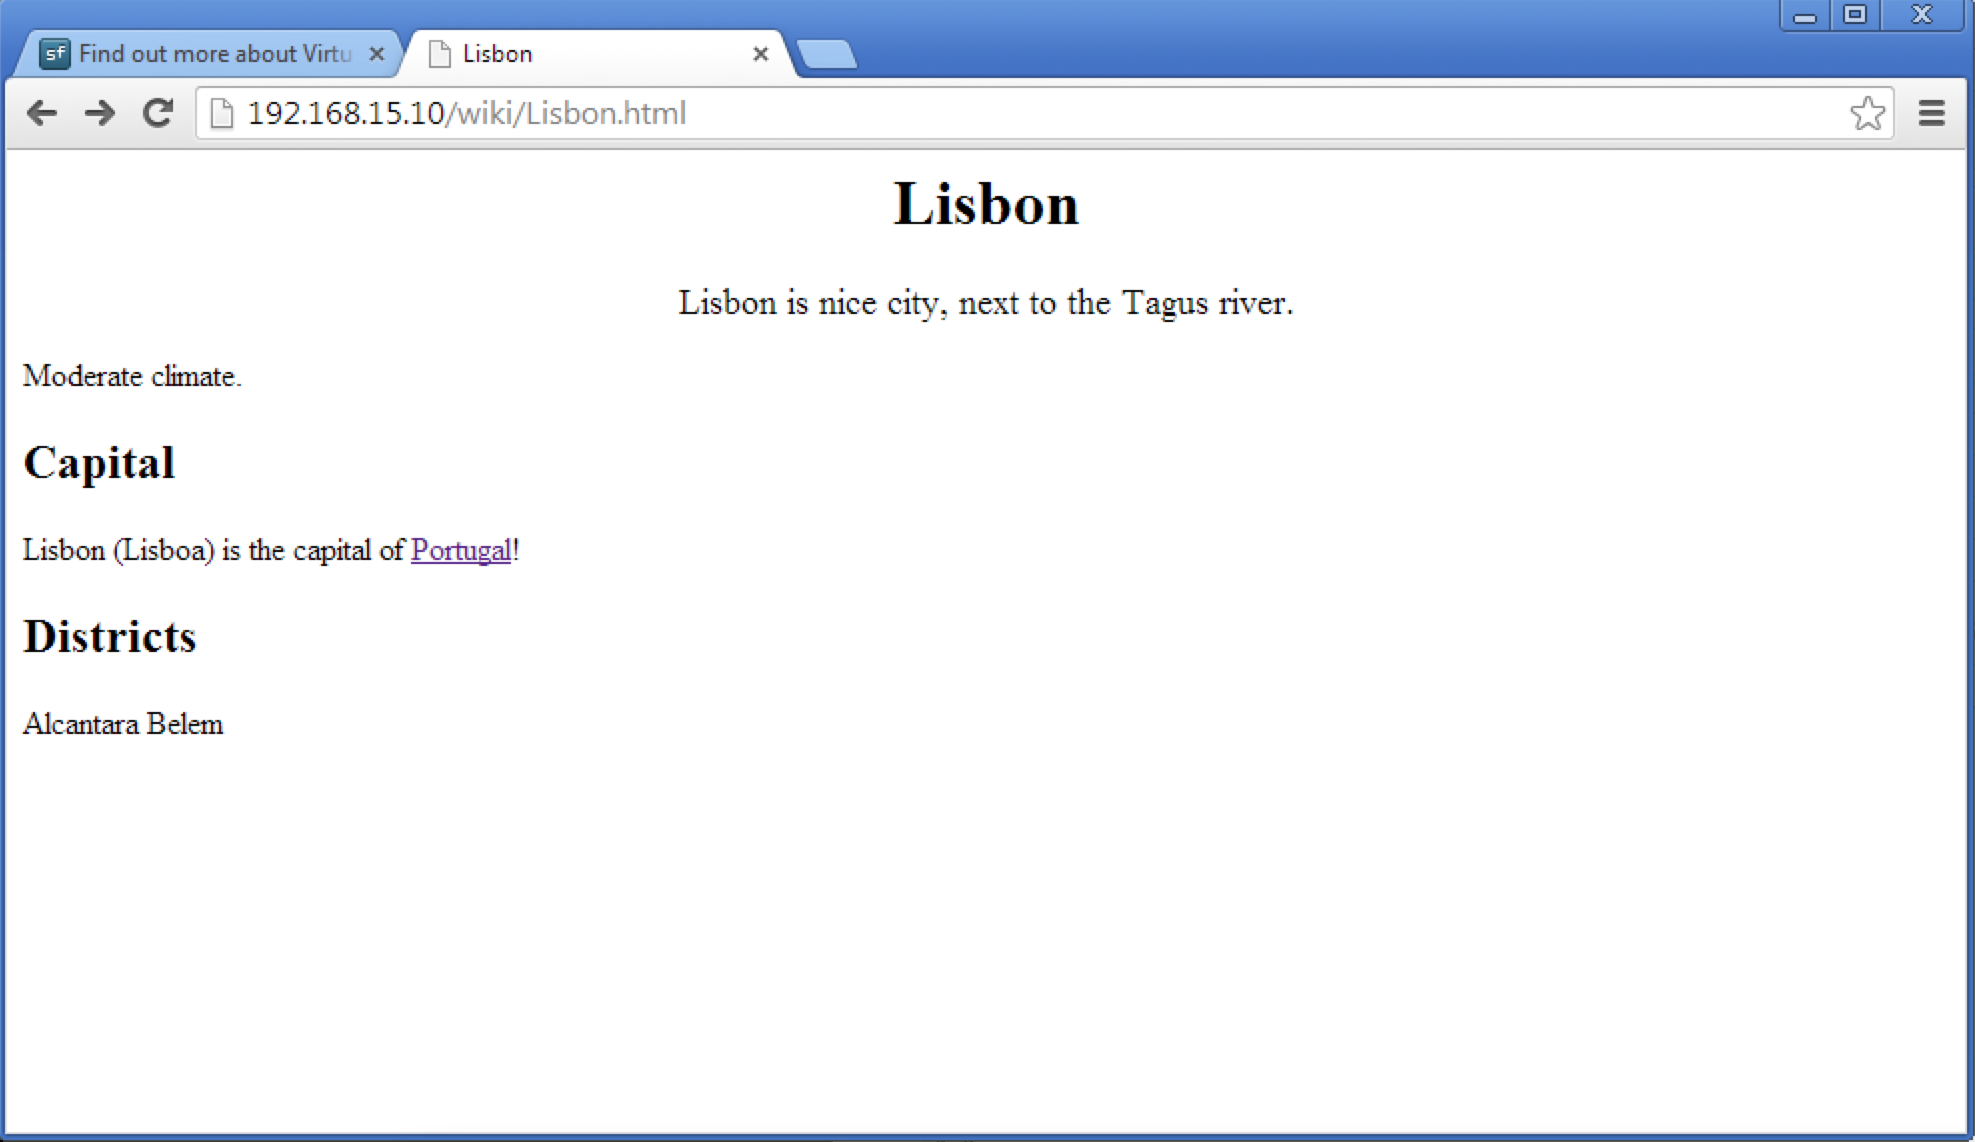 sf Find out more about Virtu
Lisbon
192.168.15.10/wiki/Lisbon.html
Lisbon
Lisbon is nice city, next to the Tagus river.
Moderate climate.
Capital
Lisbon (Lisboa) is the capital of Portugal!
Districts
Alcantara Belem